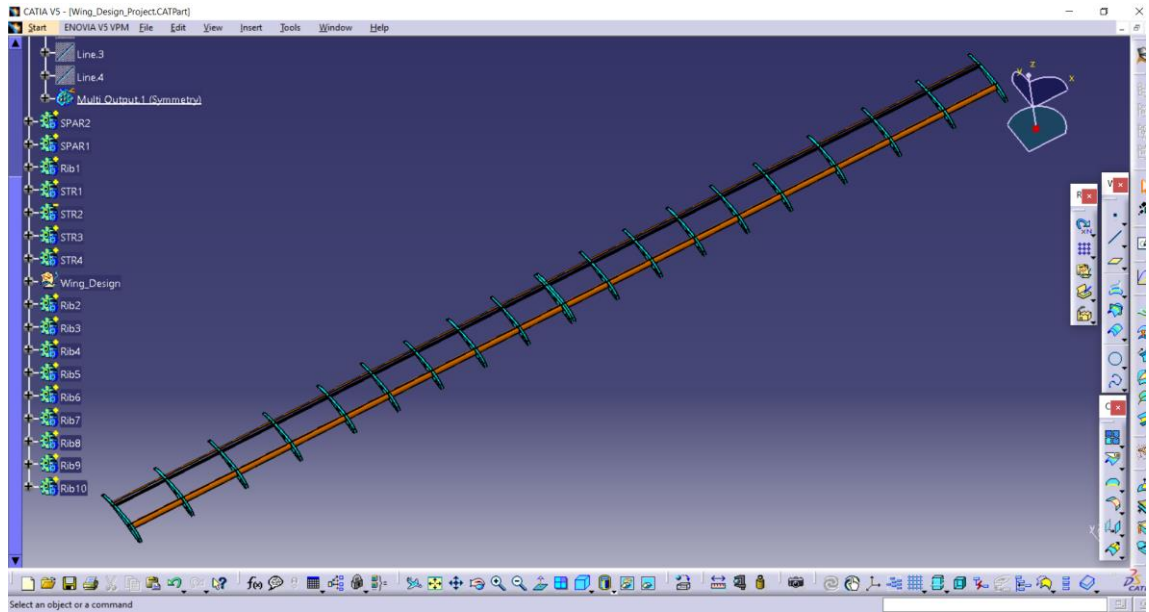 CATIA V5 - [Wing_Design_Project.CATPart]
Start ENOVIA V5 VPM File Edit View Insert Tools Window Help
Line.3
Line.4
Multi Output.1 (Symmetry)
SPAR2
SPAR1
Rib1
STR1
STR2
STR3
STR4
Wing_Design
Rib2
Rib3
Rib4
Rib5
Rib6
Rib7
Rib8
Rib9
Rib10
z
x
y
f(x)
Select an object or a command